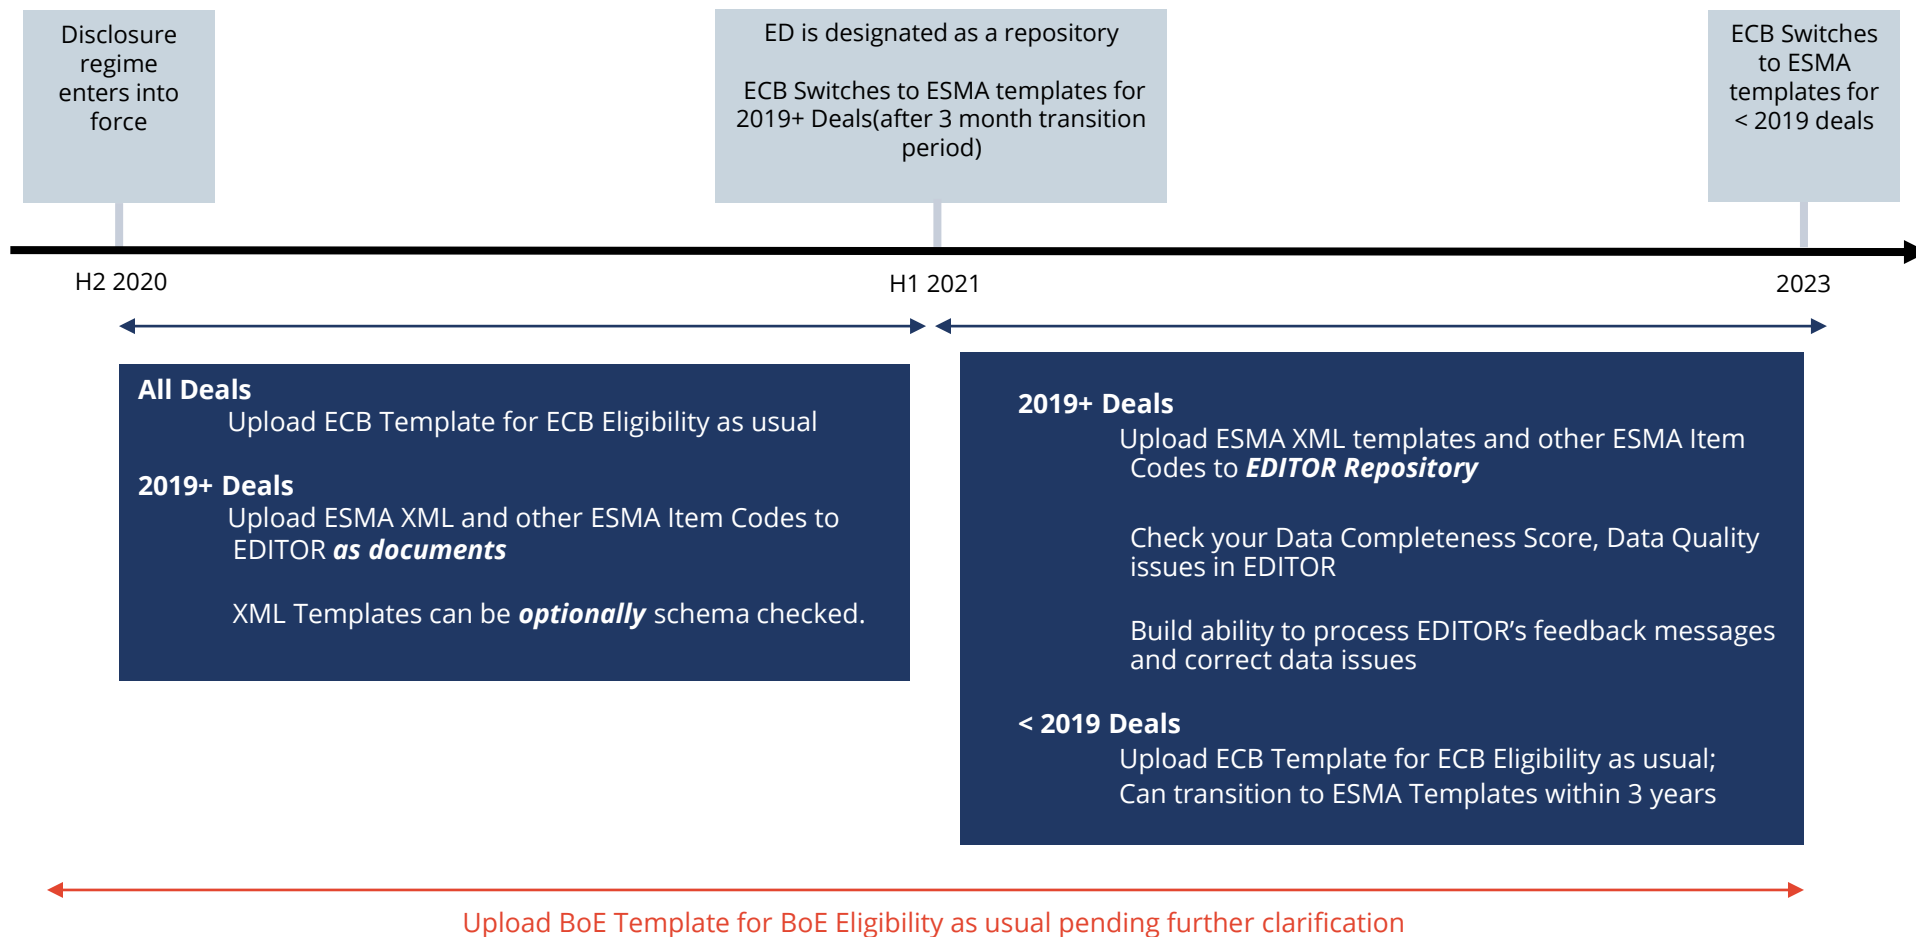 Disclosure
regime
enters into
force
ED is designated as a repository
ECB Switches to ESMA templates for
2019+ Deals(after 3 month transition
period)
ECB Switches
to ESMA
templates for
< 2019 deals
H2 2020
H1 2021
2023
All Deals
Upload ECB Template for ECB Eligibility as usual
2019+ Deals
Upload ESMA XML and other ESMA Item Codes to
EDITOR as documents
XML Templates can be optionally schema checked.
2019+ Deals
Upload ESMA XML templates and other ESMA Item
Codes to EDITOR Repository
Check your Data Completeness Score, Data Quality
issues in EDITOR
Build ability to process EDITOR’s feedback messages
and correct data issues
< 2019 Deals
Upload ECB Template for ECB Eligibility as usual;
Can transition to ESMA Templates within 3 years
Upload BoE Template for BoE Eligibility as usual pending further clarification